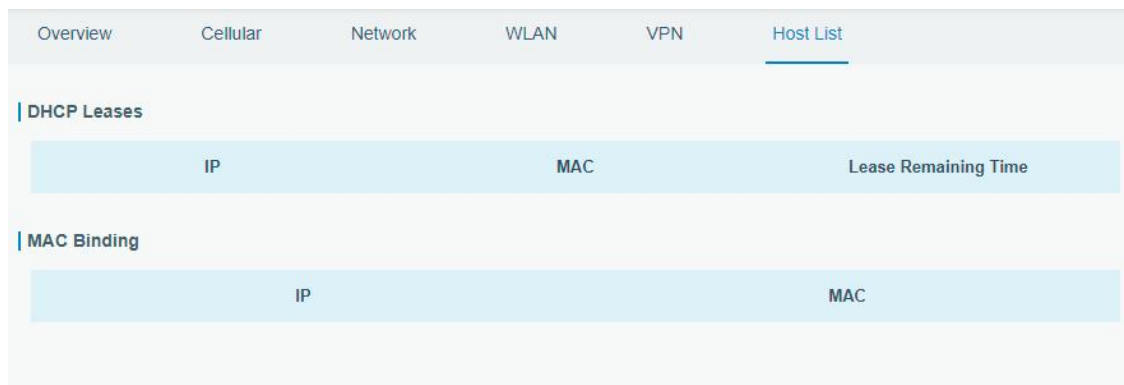 Overview Cellular Network WLAN VPN Host List
DHCP Leases
IP MAC Lease Remaining Time
MAC Binding
IP MAC